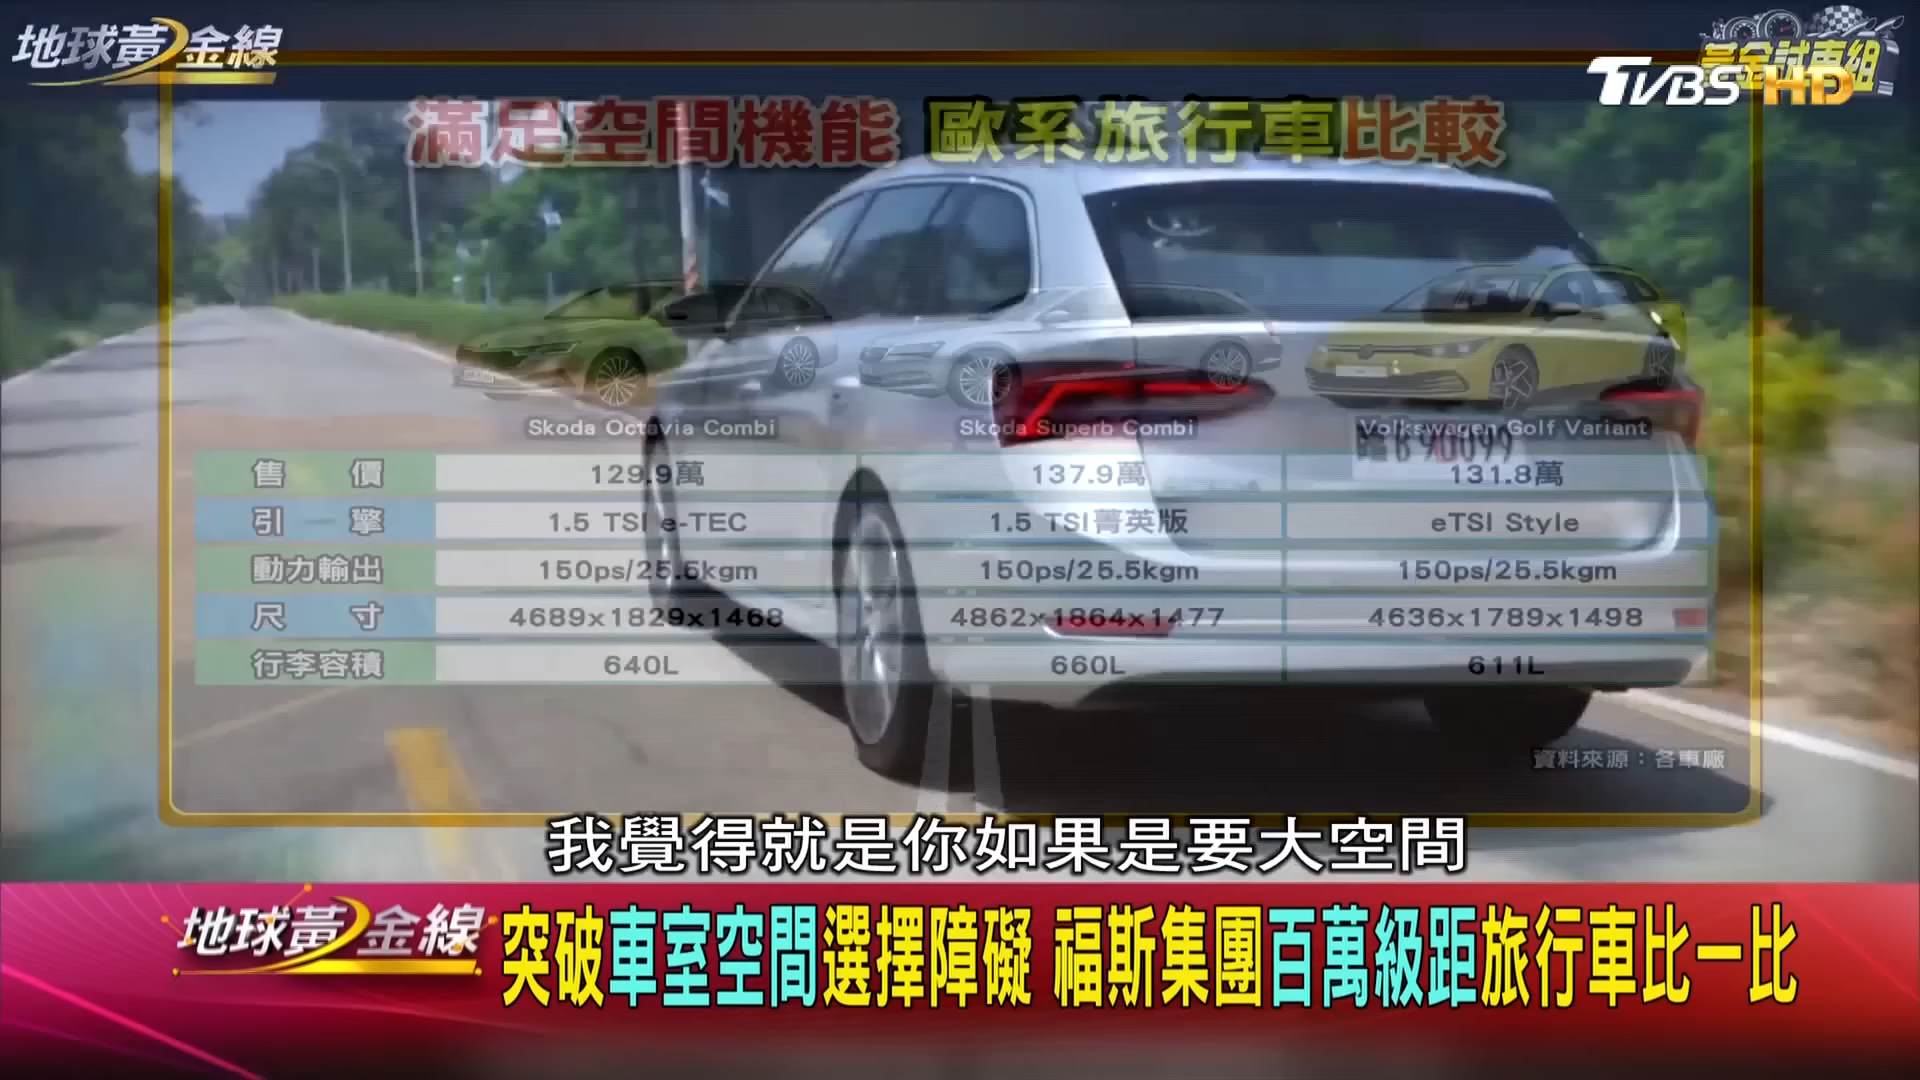 地球黃金線
黃金試車組
TVBS HD
滿足空間機能 歐系旅行車比較
Skoda Octavia Combi Skoda Superb Combi Volkswagen Golf Variant
售價 129.9萬 137.9萬 131.8萬
引擎 1.5 TSI e-TEC 1.5 TSI菁英版 eTSI Style
動力輸出 150ps/25.5kgm 150ps/25.5kgm 150ps/25.5kgm
尺寸 4689x1829x1468 4862x1864x1477 4636x1789x1498
行李容積 640L 660L 611L
資料來源：各車廠
我覺得就是你如果是要大空間
地球黃金線 突破車室空間選擇障礙 福斯集團百萬級距旅行車比一比